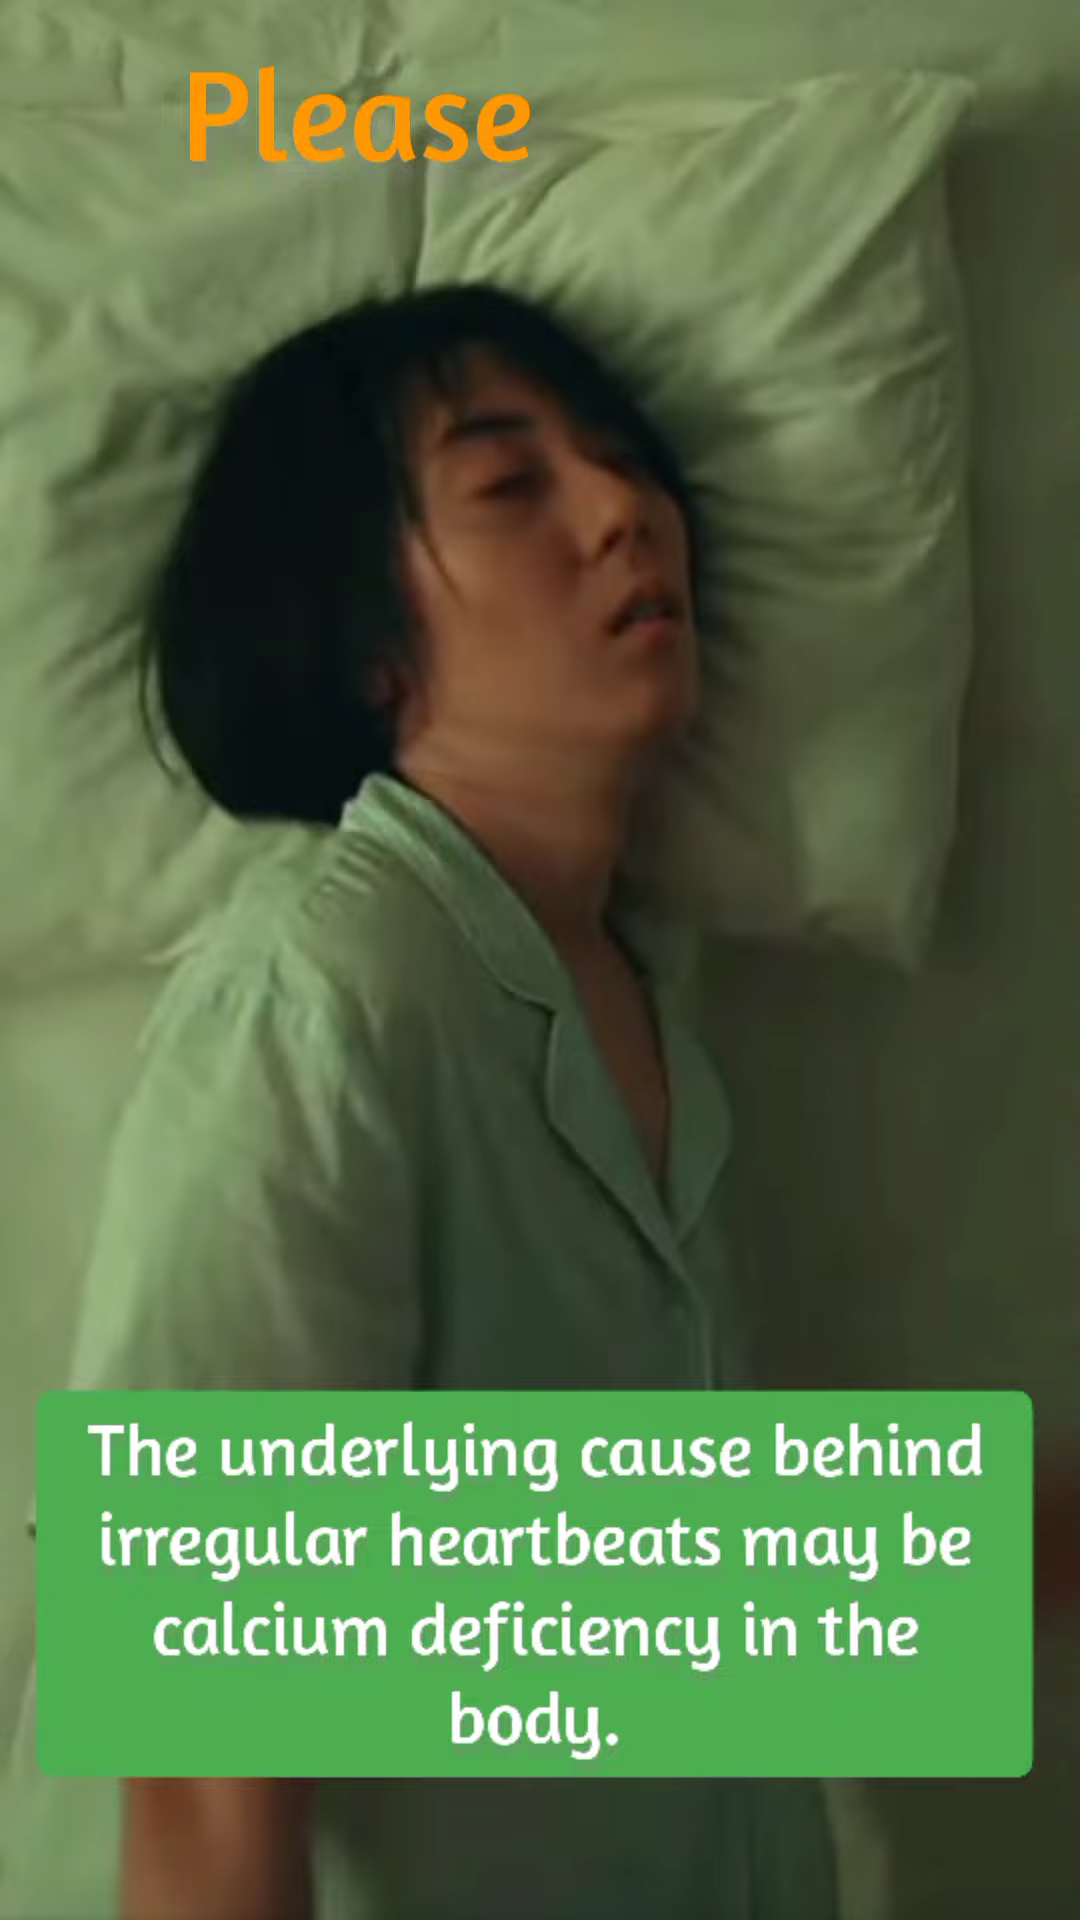 Please
The underlying cause behind
irregular heartbeats may be
calcium deficiency in the
body.